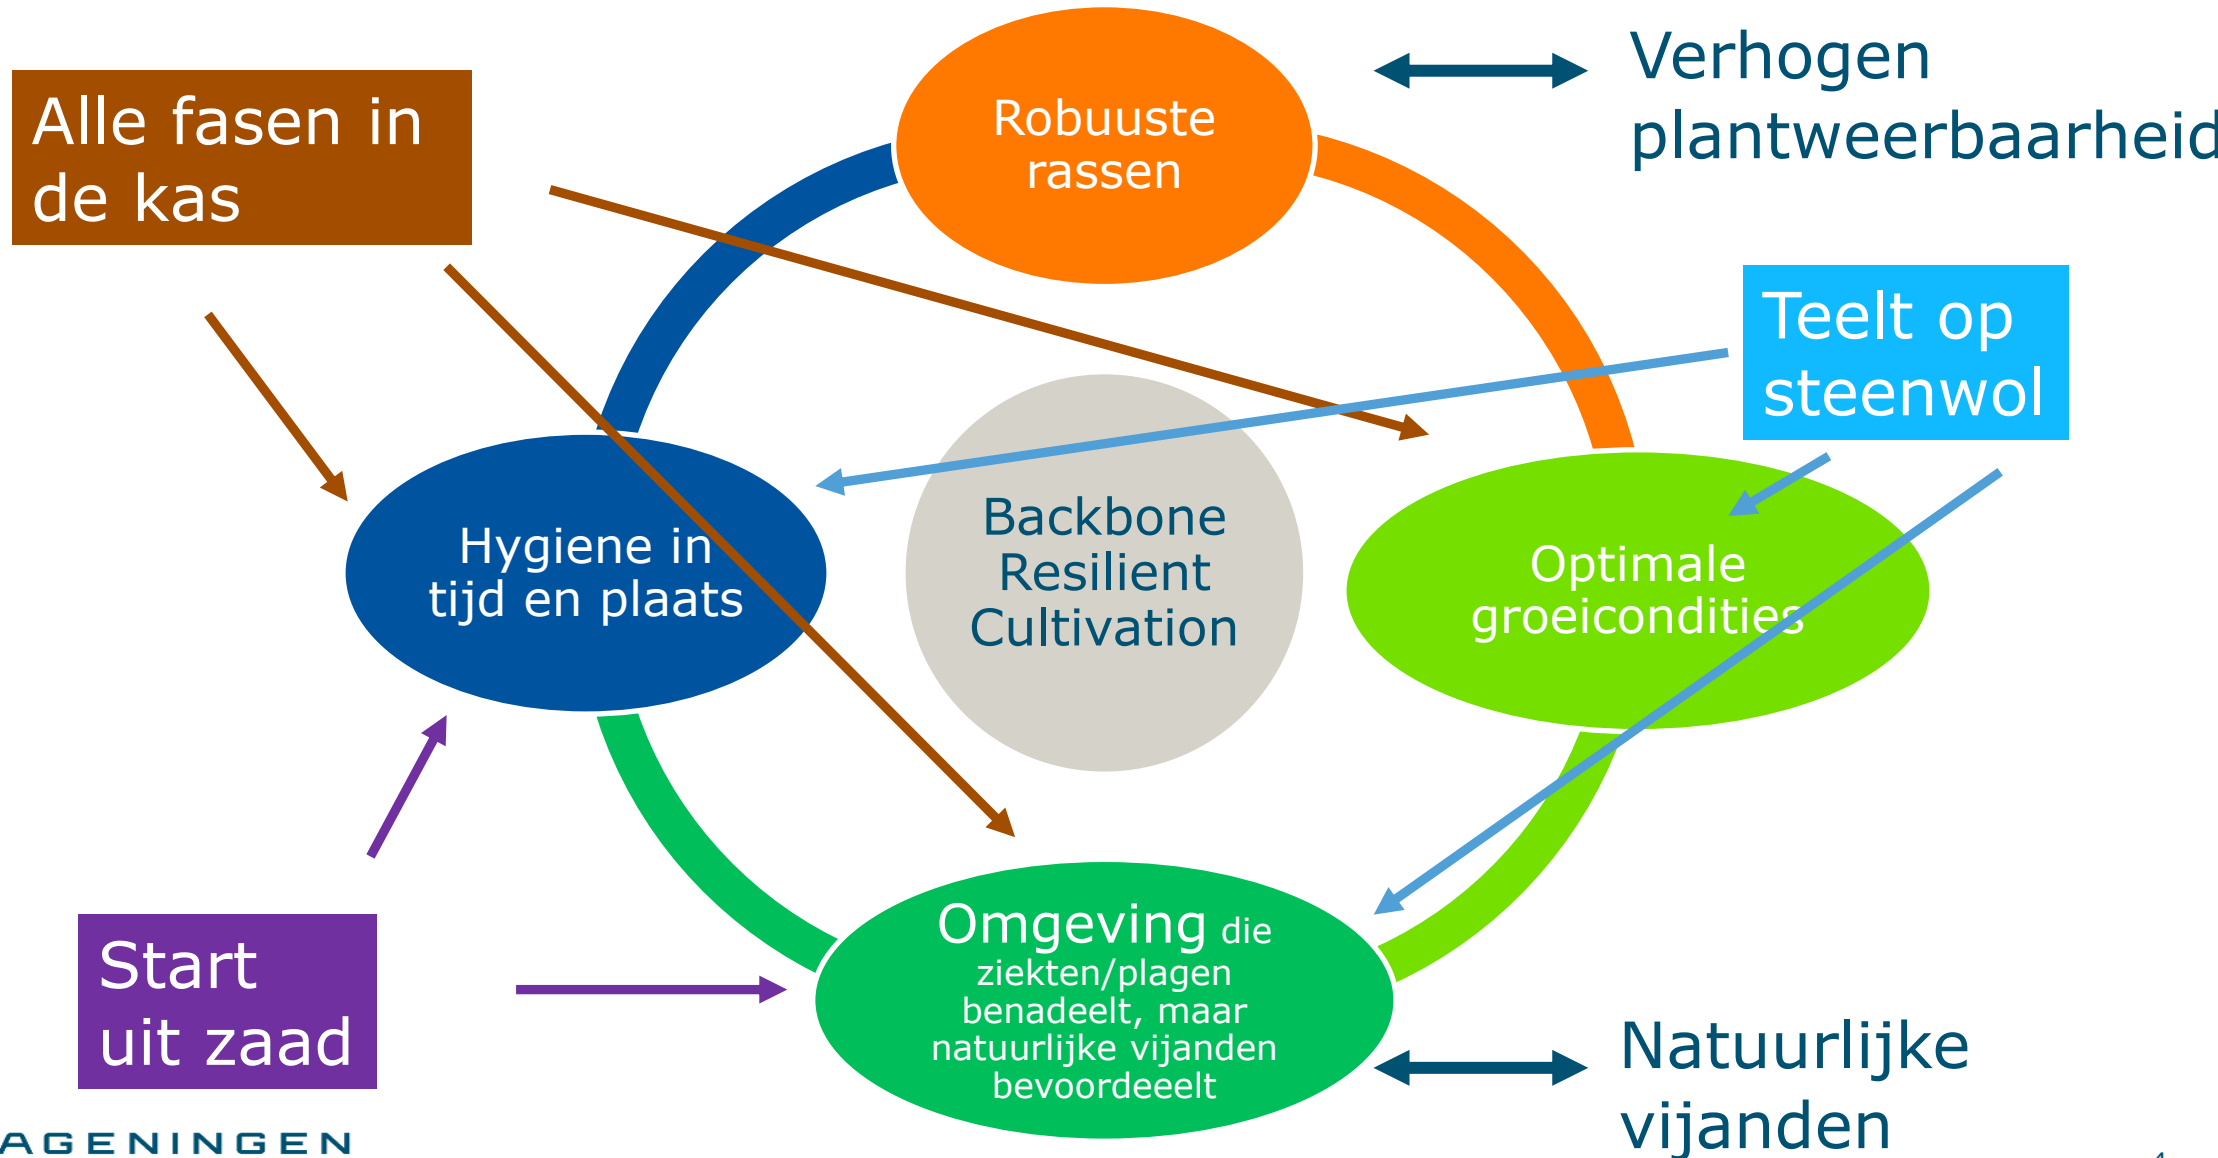 Alle fasen in
de kas
Robuuste
rassen
Verhogen
plantweerbaarheid
Teelt op
steenwol
Hygiene in
tijd en plaats
Backbone
Resilient
Cultivation
Optimale
groeicondities
Start
uit zaad
Omgeving die
ziekten/plagen
benadeelt, maar
natuurlijke vijanden
bevoordeeelt
Natuurlijke
vijanden
AGENINGEN